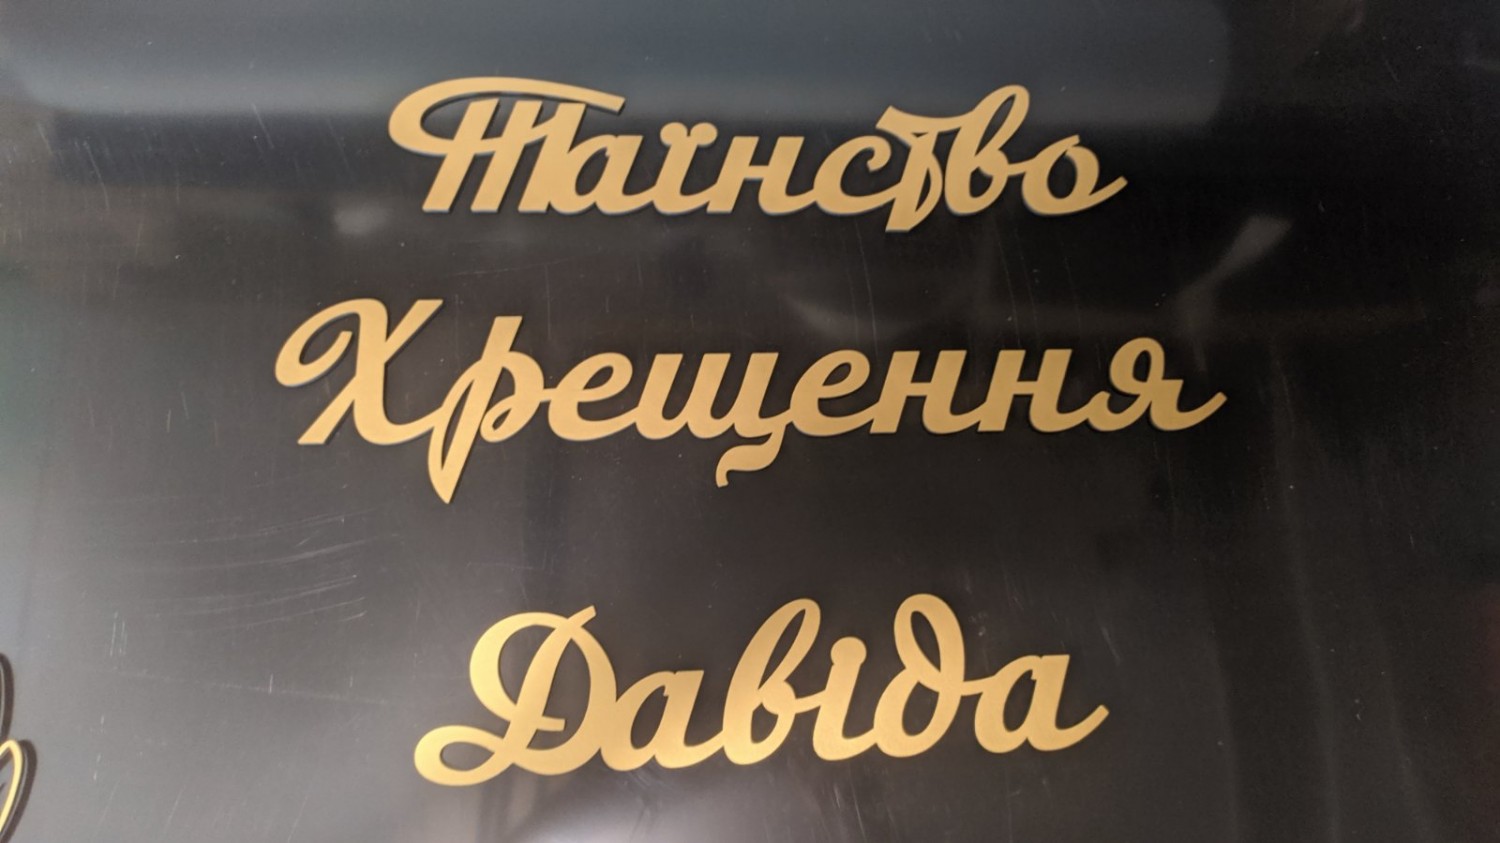 Таїнство
Хрещення
Давіда